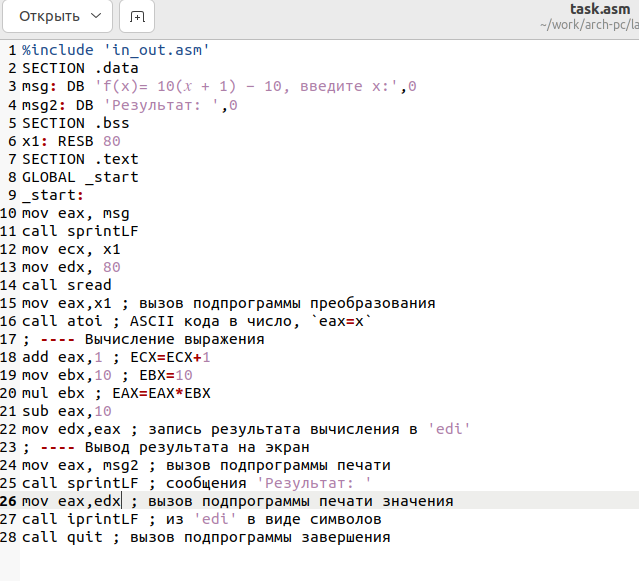 Открыть
task.asm
~/work/arch-pc/la
1 %include 'in_out.asm'
2 SECTION .data
3 msg: DB 'f(x)= 10(𝑥 + 1) − 10, введите x:',0
4 msg2: DB 'Результат: ',0
5 SECTION .bss
6 x1: RESB 80
7 SECTION .text
8 GLOBAL _start
9 _start:
10 mov eax, msg
11 call sprintLF
12 mov ecx, x1
13 mov edx, 80
14 call sread
15 mov eax,x1 ; вызов подпрограммы преобразования
16 call atoi ; ASCII кода в число, `eax=x`
17 ; ---- Вычисление выражения
18 add eax,1 ; ECX=ECX+1
19 mov ebx,10 ; EBX=10
20 mul ebx ; EAX=EAX*EBX
21 sub eax,10
22 mov edx,eax ; запись результата вычисления в 'edi'
23 ; ---- Вывод результата на экран
24 mov eax, msg2 ; вызов подпрограммы печати
25 call sprintLF ; сообщения 'Результат: '
26 mov eax,edx ; вызов подпрограммы печати значения
27 call iprintLF ; из 'edi' в виде символов
28 call quit ; вызов подпрограммы завершения